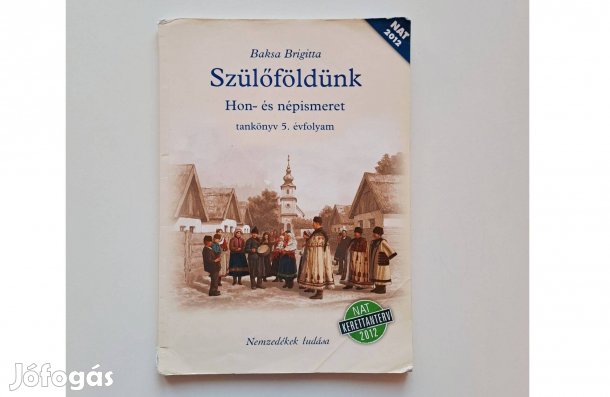 NAT
2012
Baksa Brigitta
Szülőföldünk
Hon- és népismeret
tankönyv 5. évfolyam
NAT
KERETTANTERV
2012
Nemzedékek tudása
Jófogás